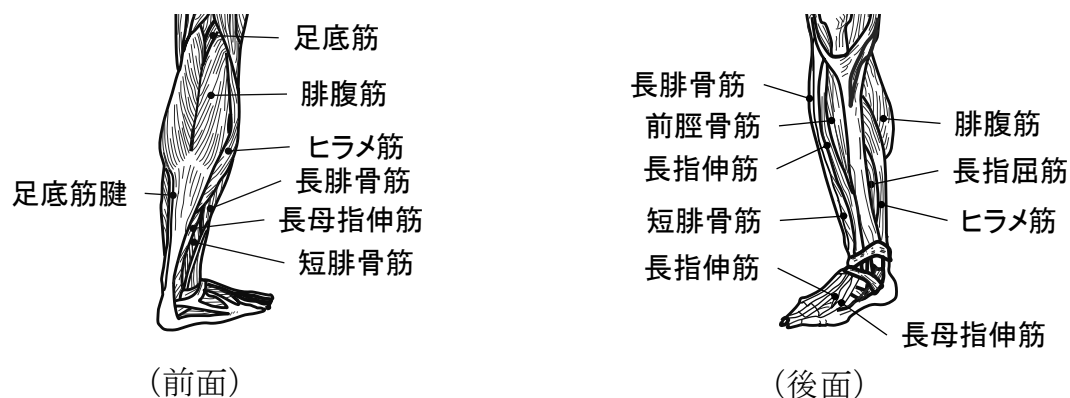 足底筋
腓腹筋
ヒラメ筋
長腓骨筋
足底筋腱
長母指伸筋
短腓骨筋
(前面)
長腓骨筋
前脛骨筋
腓腹筋
長指伸筋
長指屈筋
短腓骨筋
ヒラメ筋
長指伸筋
長母指伸筋
(後面)